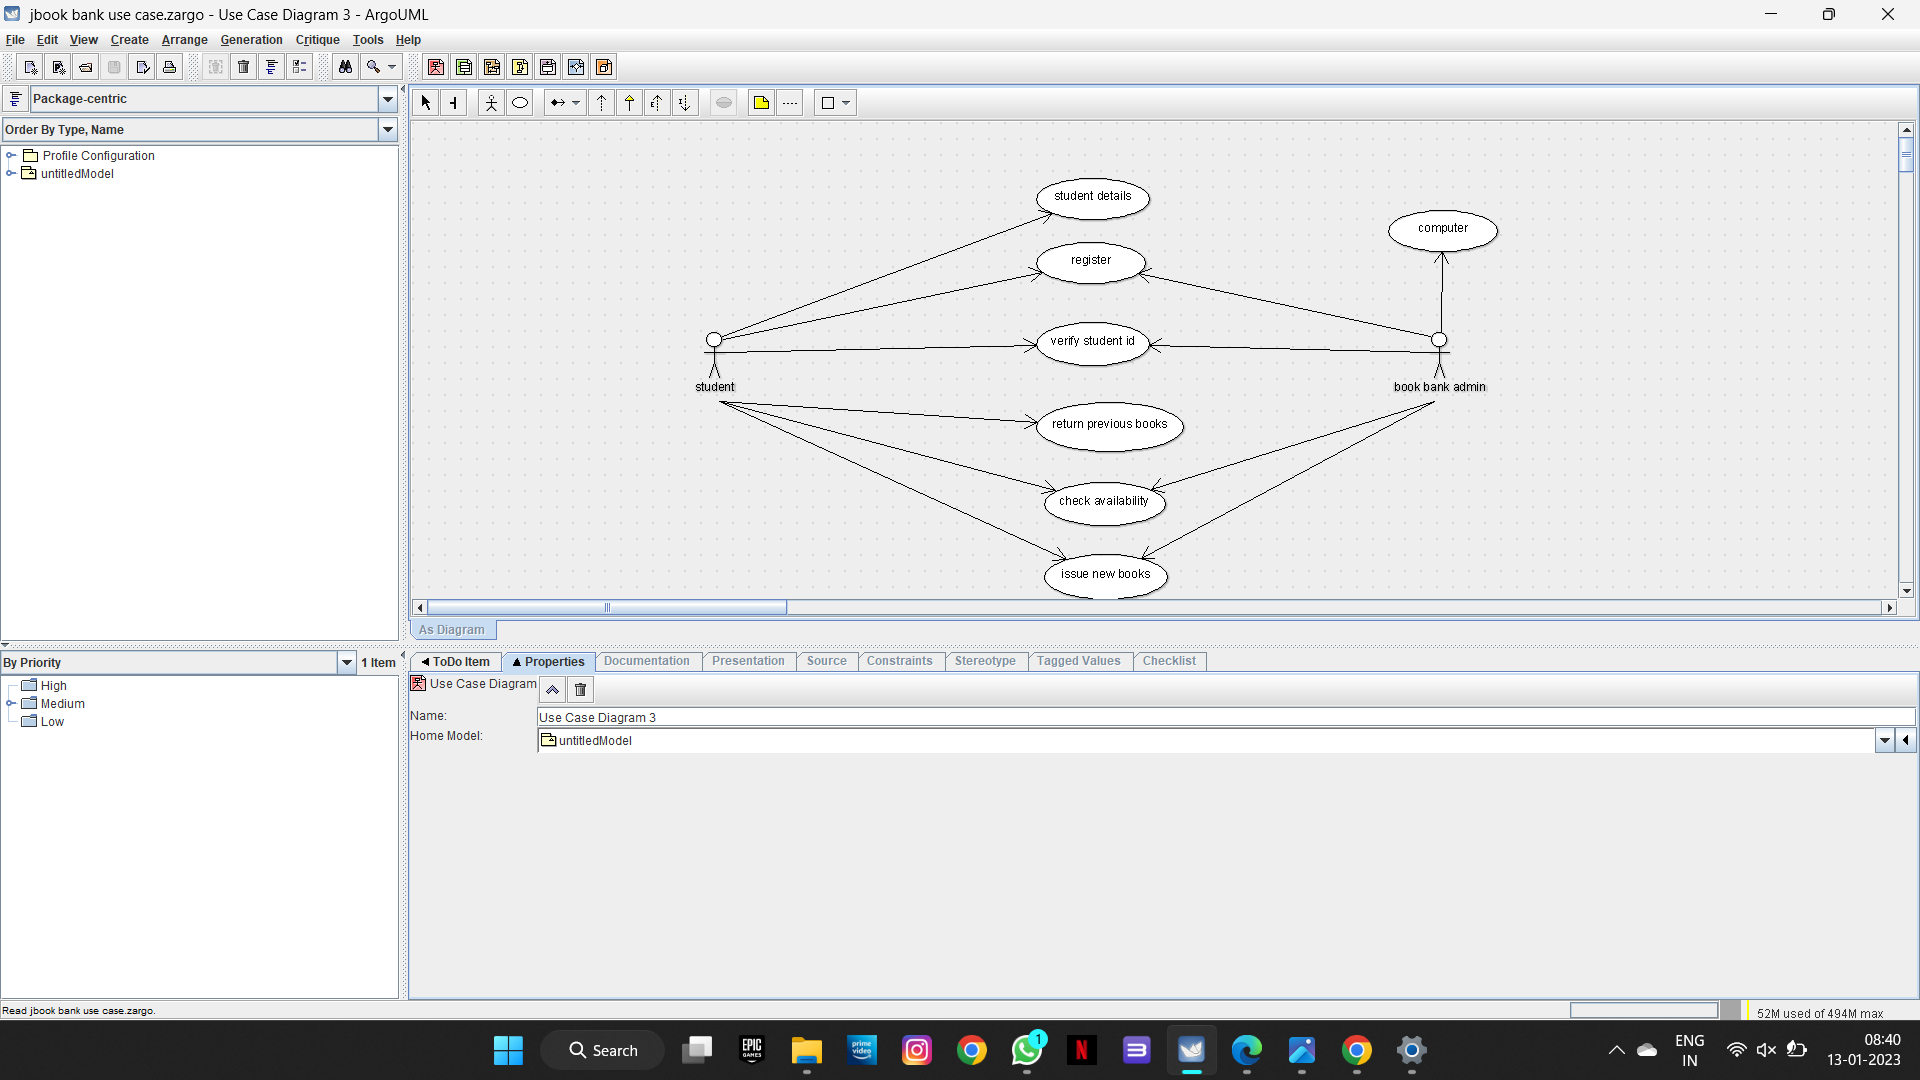 jbook bank use case.zargo - Use Case Diagram 3 - ArgoUML
File Edit View Create Arrange Generation Critique Tools Help
Package-centric
Order By Type, Name
Profile Configuration
untitledModel
student details
computer
register
verify student id
student
book bank admin
return previous books
check availability
issue new books
As Diagram
By Priority
1 Item
High
Medium
Low
ToDo Item Properties Documentation Presentation Source Constraints Stereotype Tagged Values Checklist
Use Case Diagram
Name:
Use Case Diagram 3
Home Model:
untitledModel
Read jbook bank use case.zargo.
52M used of 494M max
Search
EPIC
GAMES
prime
video
1
N
B
ENG
IN
08:40
13-01-2023